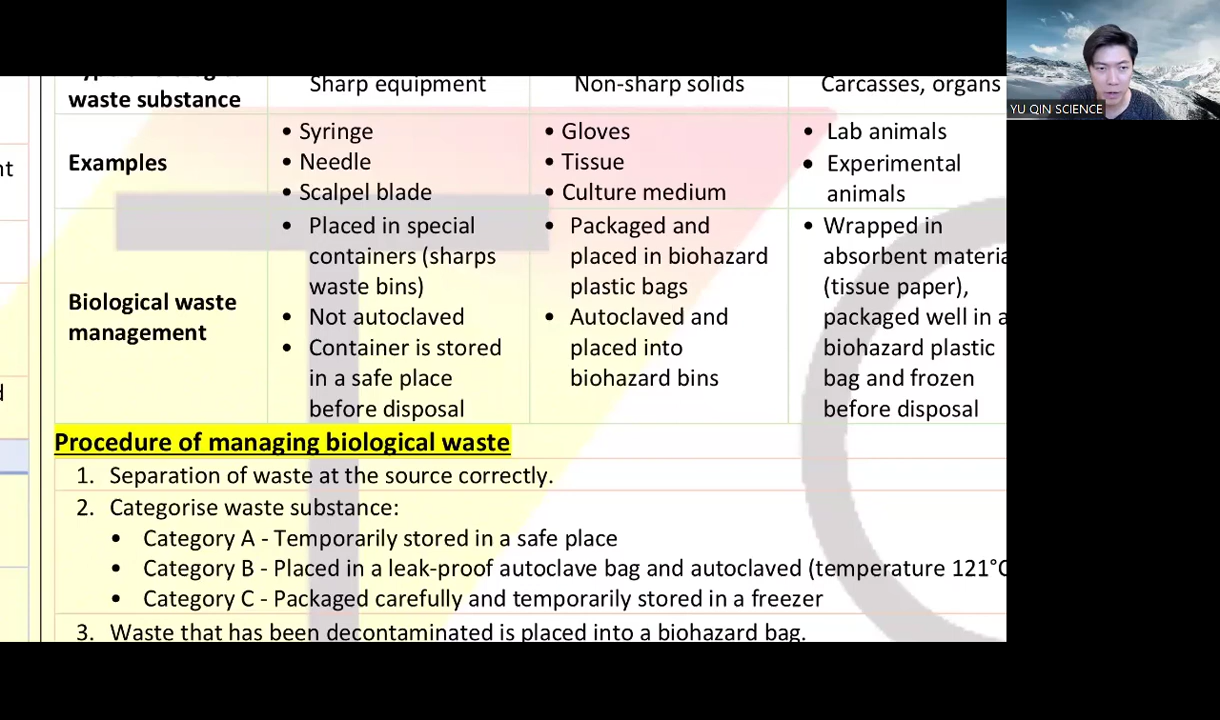 YU QIN SCIENCE
waste substance
Sharp equipment
Non-sharp solids
Carcasses, organs
Examples
• Syringe
• Needle
• Scalpel blade
• Gloves
• Tissue
• Culture medium
• Lab animals
• Experimental
animals
Biological waste
management
• Placed in special
containers (sharps
waste bins)
• Not autoclaved
• Container is stored
in a safe place
before disposal
• Packaged and
placed in biohazard
plastic bags
• Autoclaved and
placed into
biohazard bins
• Wrapped in
absorbent materia
(tissue paper),
packaged well in a
biohazard plastic
bag and frozen
before disposal
Procedure of managing biological waste
1. Separation of waste at the source correctly.
2. Categorise waste substance:
• Category A - Temporarily stored in a safe place
• Category B - Placed in a leak-proof autoclave bag and autoclaved (temperature 121°C
• Category C - Packaged carefully and temporarily stored in a freezer
3. Waste that has been decontaminated is placed into a biohazard bag.